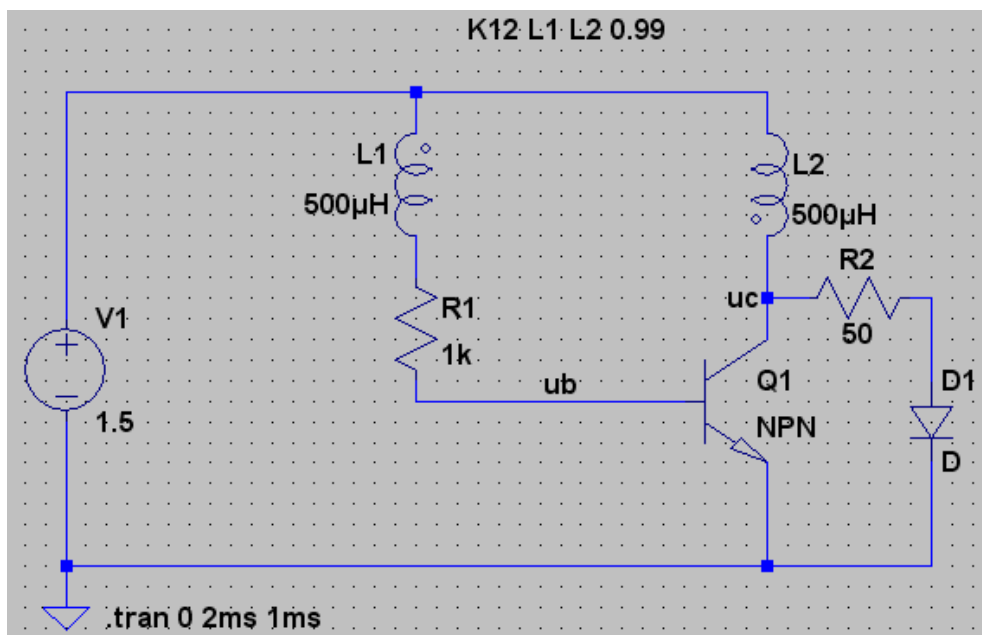 K12 L1 L2 0.99
L1
500µH
L2
500µH
R1
1k
V1
1.5
ub
uc
R2
50
Q1
NPN
D1
D
.tran 0 2ms 1ms